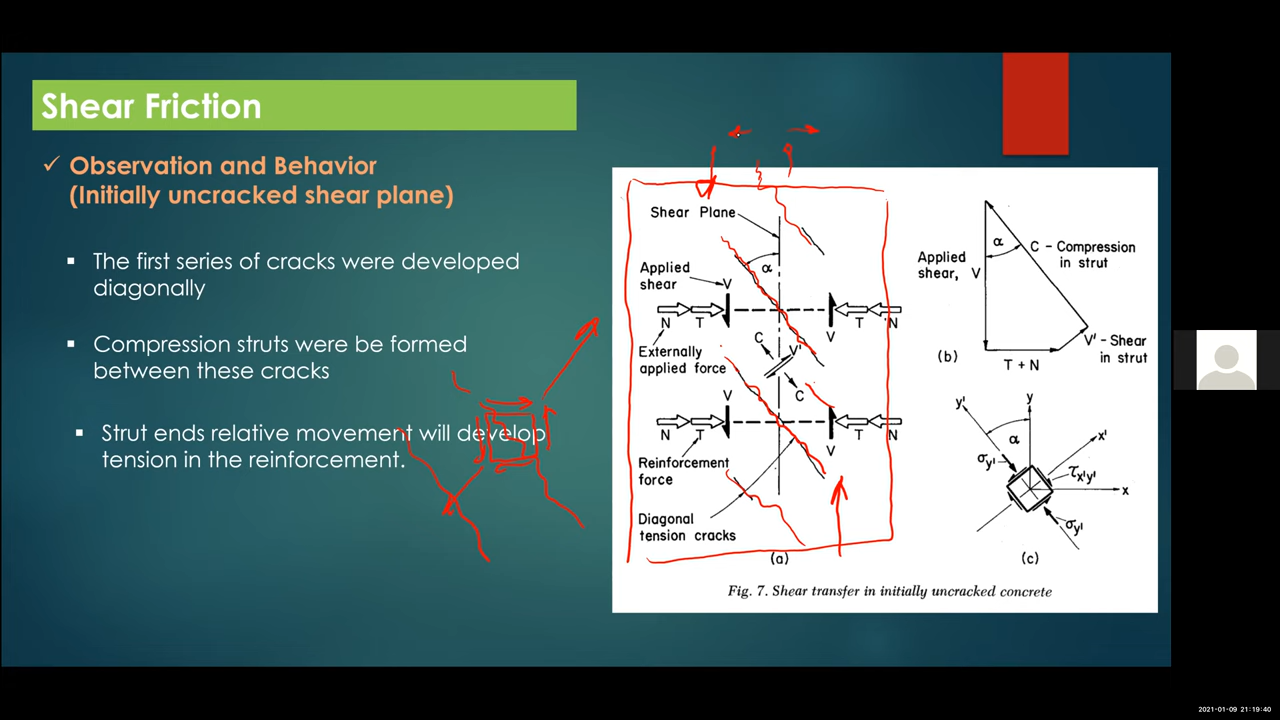 Shear Friction
✓ Observation and Behavior
(Initially uncracked shear plane)
▪ The first series of cracks were developed
diagonally
▪ Compression struts were be formed
between these cracks
▪ Strut ends relative movement will develop
tension in the reinforcement.
Shear Plane
α
Applied
shear
V
N T V T N
Externally
applied force
C
V'
C
V
N T T N
V
Reinforcement
force
Diagonal
tension cracks
(a)
Applied
shear, V
α
C – Compression
in strut
V' – Shear
in strut
T + N
(b)
y'
y
α
x'
σy'
τx'y'
x
σy'
(c)
Fig. 7. Shear transfer in initially uncracked concrete
2021-01-09 21:19:40